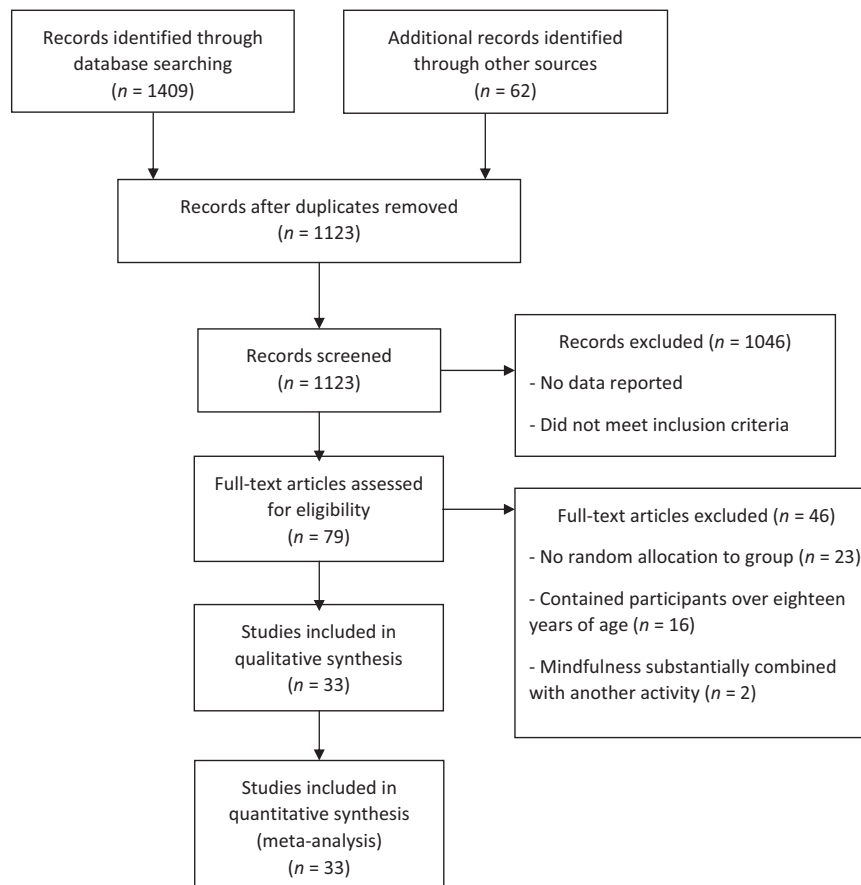 Records identified through
database searching
(n = 1409)
Additional records identified
through other sources
(n = 62)
Records after duplicates removed
(n = 1123)
Records screened
(n = 1123)
Records excluded (n = 1046)
- No data reported
- Did not meet inclusion criteria
Full-text articles assessed
for eligibility
(n = 79)
Full-text articles excluded (n = 46)
- No random allocation to group (n = 23)
- Contained participants over eighteen
years of age (n = 16)
- Mindfulness substantially combined
with another activity (n = 2)
Studies included in
qualitative synthesis
(n = 33)
Studies included in
quantitative synthesis
(meta-analysis)
(n = 33)